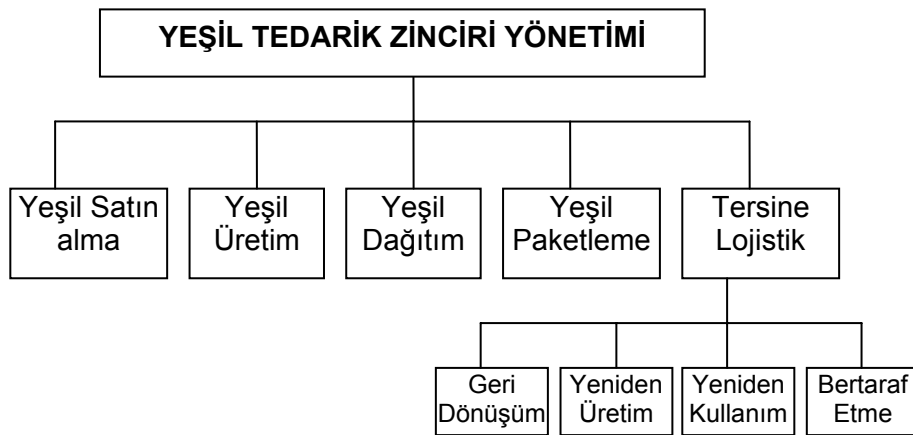 YEŞİL TEDARİK ZİNCİRİ YÖNETİMİ
Yeşil Satın
alma
Yeşil
Üretim
Yeşil
Dağıtım
Yeşil
Paketleme
Tersine
Lojistik
Geri
Dönüşüm
Yeniden
Üretim
Yeniden
Kullanım
Bertaraf
Etme